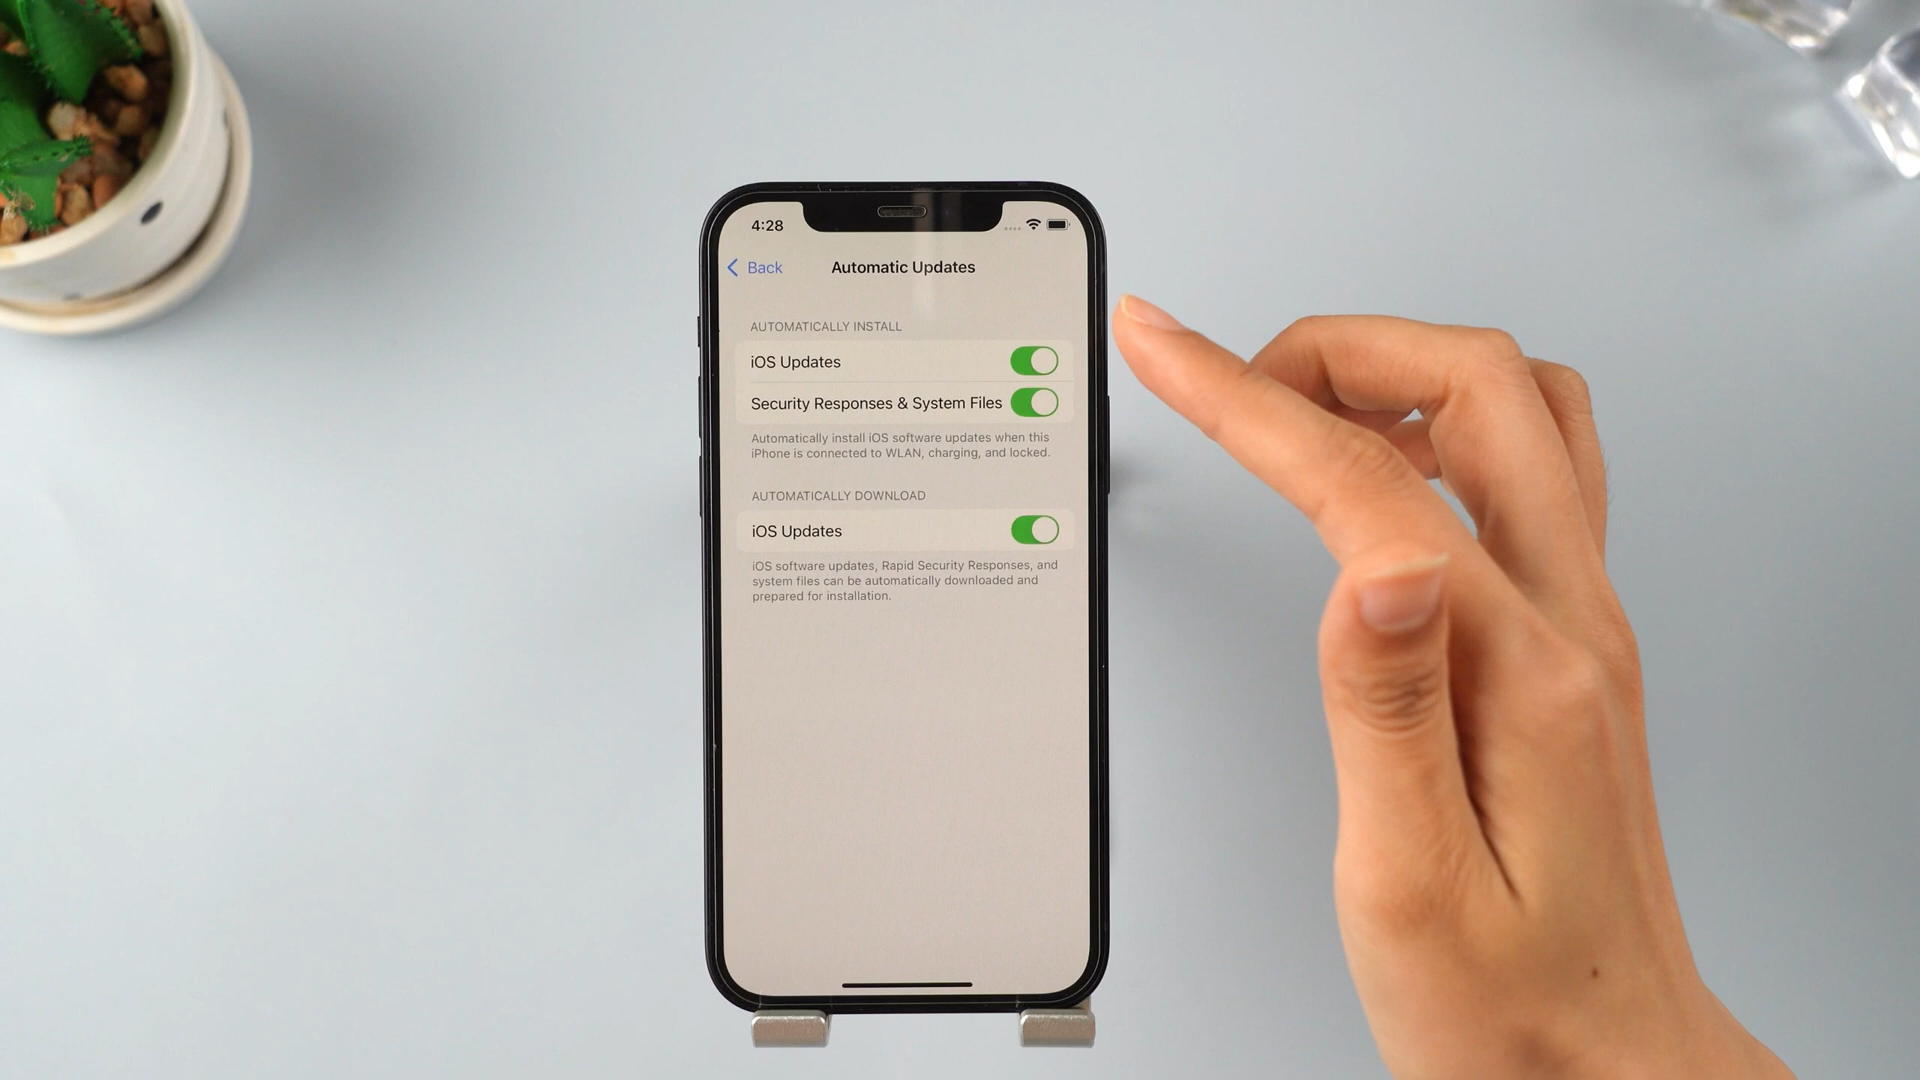 4:28
Back
Automatic Updates
AUTOMATICALLY INSTALL
iOS Updates
Security Responses & System Files
Automatically install iOS software updates when this
iPhone is connected to WLAN, charging, and locked.
AUTOMATICALLY DOWNLOAD
iOS Updates
iOS software updates, Rapid Security Responses, and
system files can be automatically downloaded and
prepared for installation.